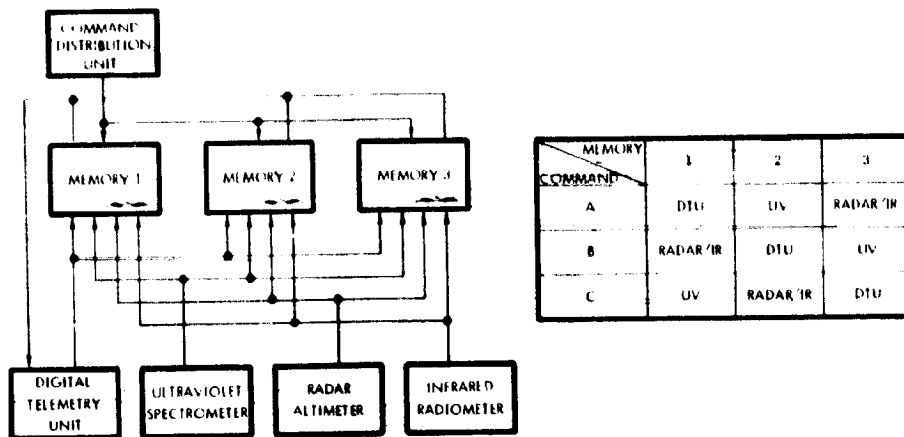 COMMAND
DISTRIBUTION
UNIT
MEMORY 1
MEMORY 2
MEMORY 3
DIGITAL
TELEMETRY
UNIT
ULTRAVIOLET
SPECTROMETER
RADAR
ALTIMETER
INFRARED
RADIOMETER
MEMORY
COMMAND
1 2 3
A DTU UV RADAR/IR
B RADAR/IR DTU UV
C UV RADAR/IR DTU